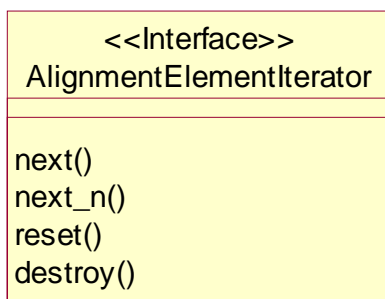 <<Interface>>
AlignmentElementIterator
next()
next_n()
reset()
destroy()